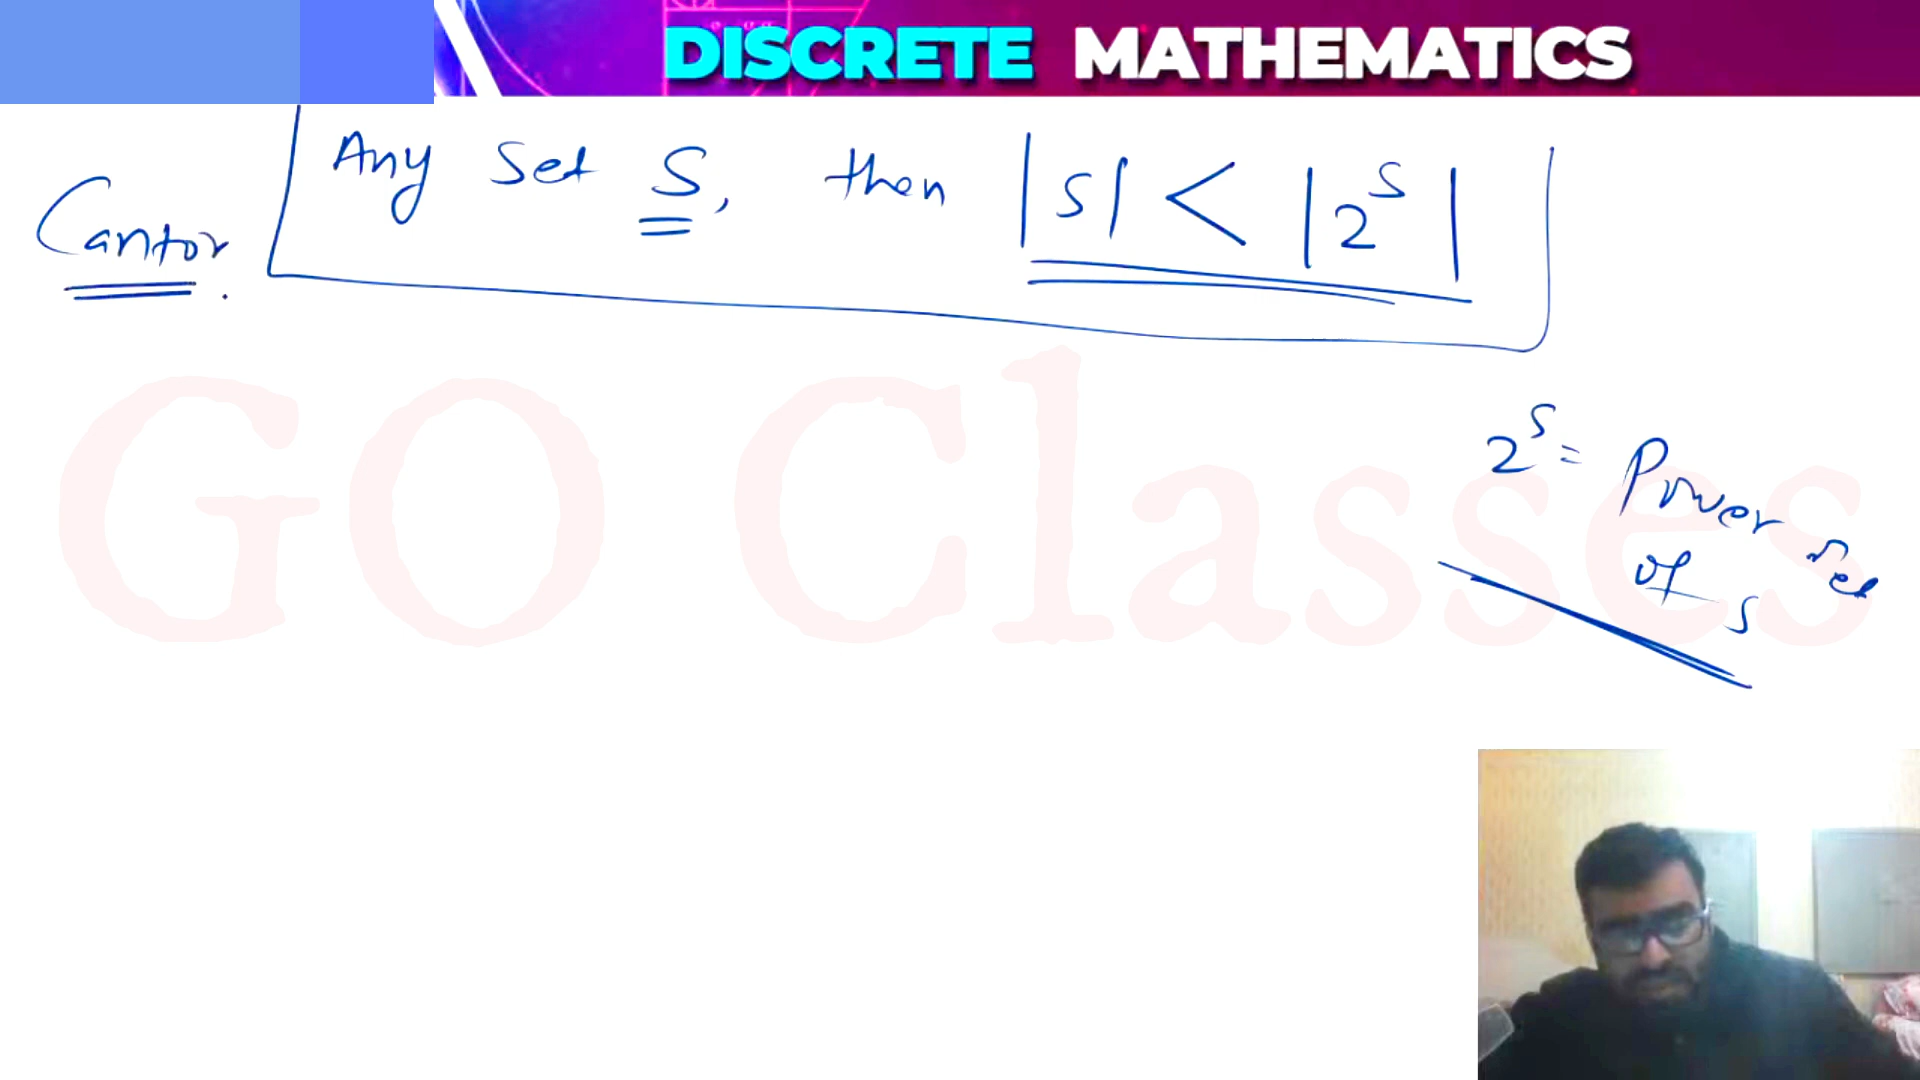 DISCRETE MATHEMATICS
Any set S, then |S| < |2^S|
Cantor.
GO Classes
2^S = Power set
of S